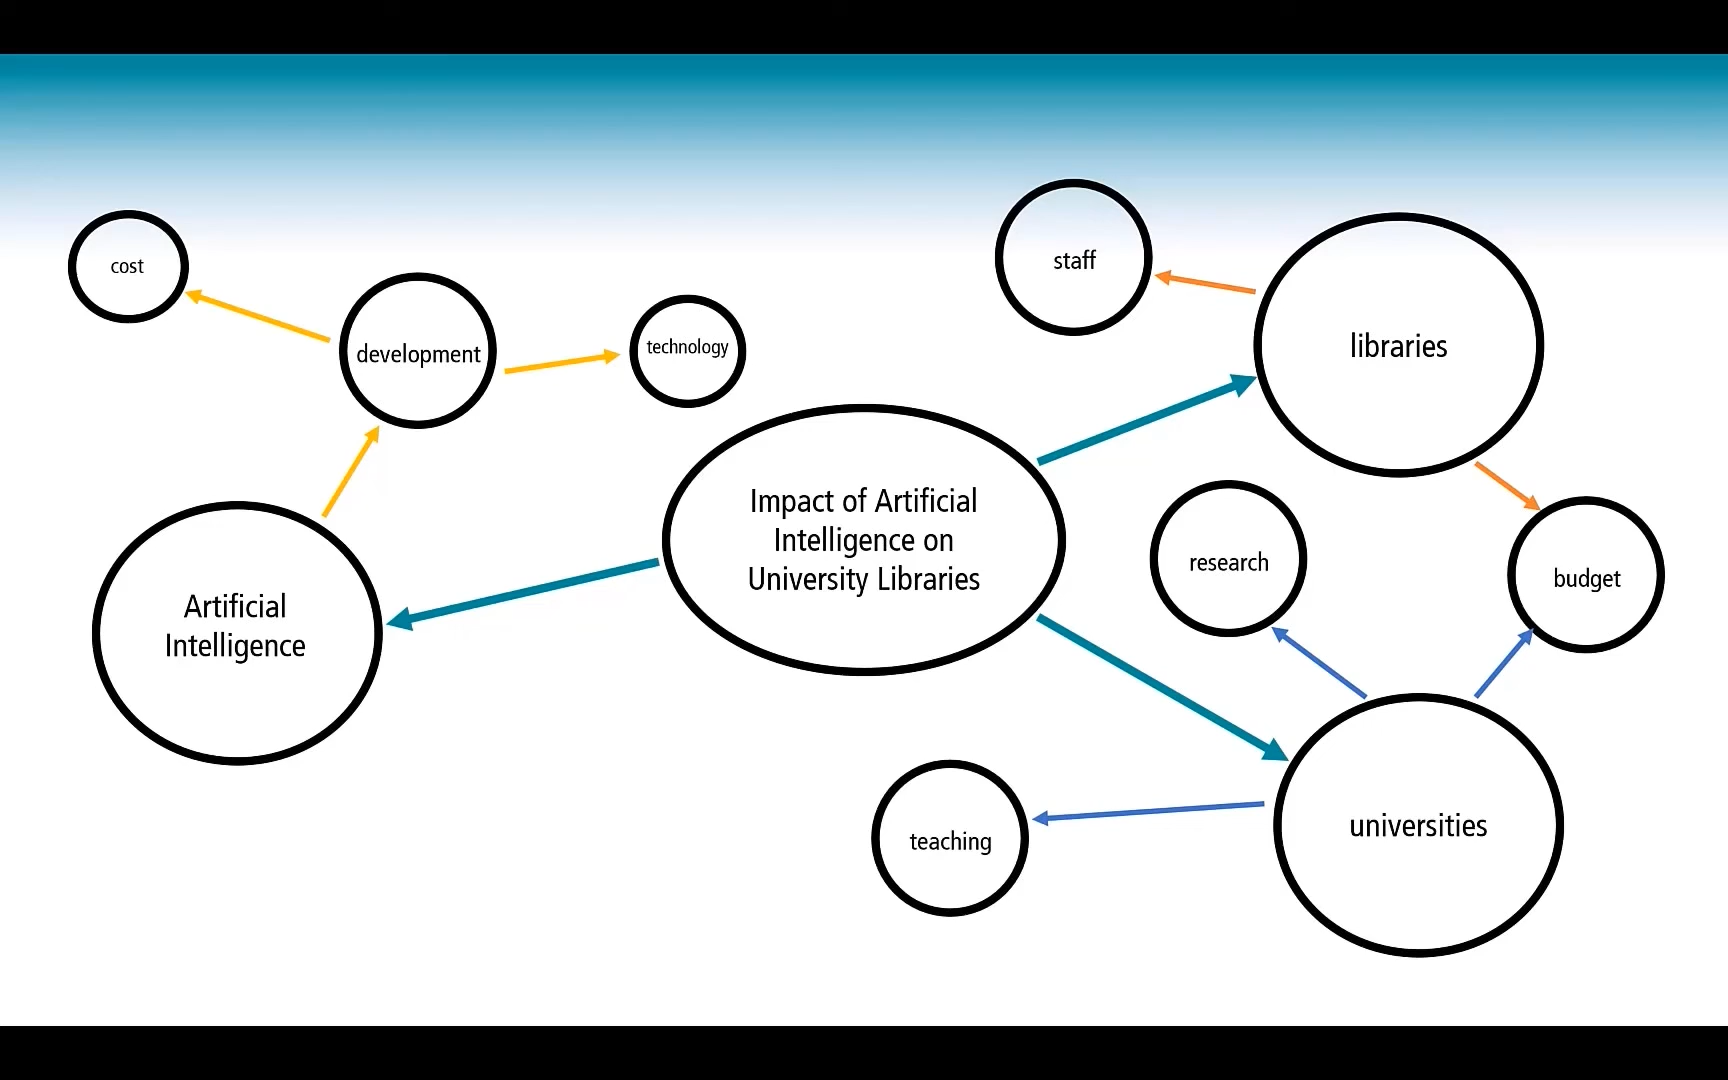 cost
development
technology
staff
libraries
Impact of Artificial
Intelligence on
University Libraries
research
budget
Artificial
Intelligence
teaching
universities